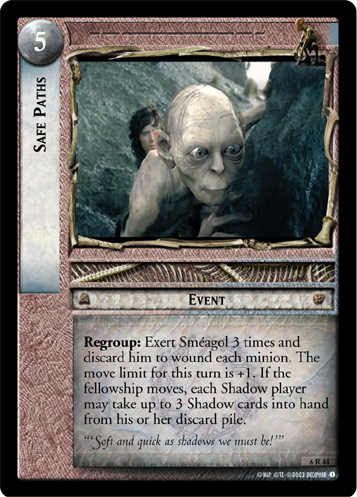 5
SAFE PATHS
EVENT
Regroup: Exert Sméagol 3 times and
discard him to wound each minion. The
move limit for this turn is +1. If the
fellowship moves, each Shadow player
may take up to 3 Shadow cards into hand
from his or her discard pile.
“‘Soft and quick as shadows we must be!’”
6 R 44